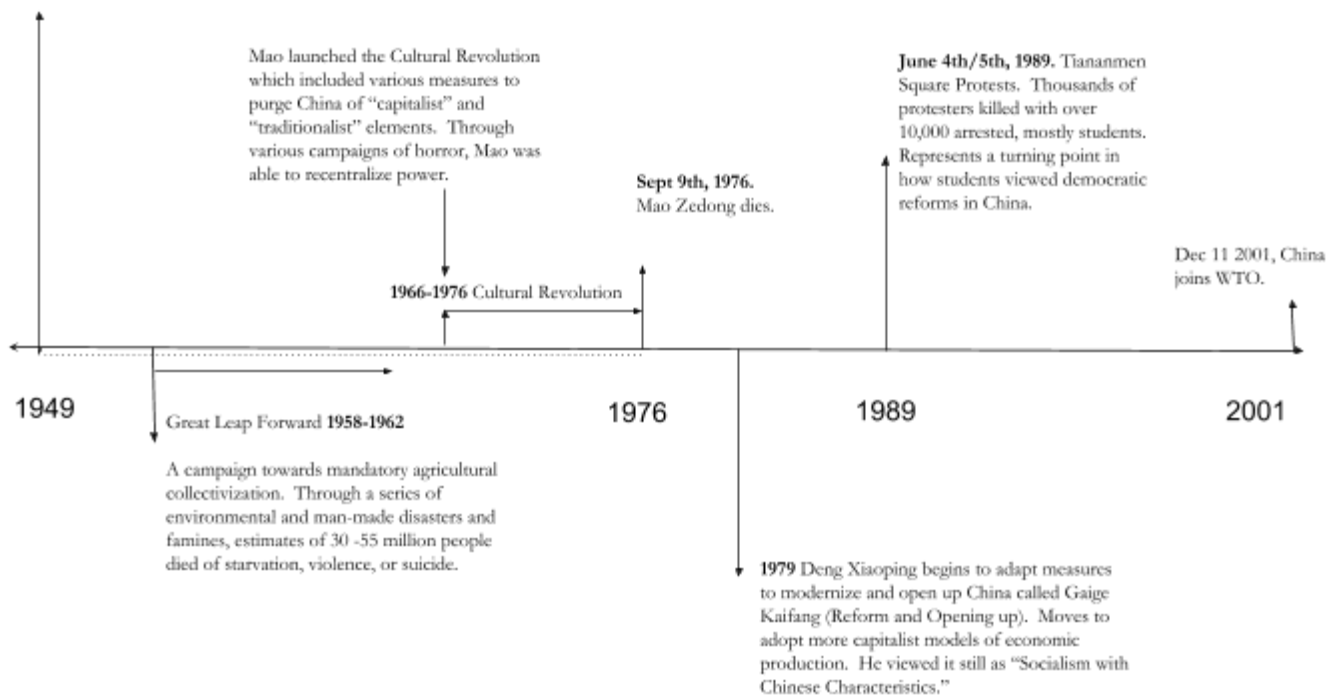 Mao launched the Cultural Revolution
which included various measures to
purge China of “capitalist” and
“traditionalist” elements. Through
various campaigns of horror, Mao was
able to recentralize power.
June 4th/5th, 1989. Tiananmen
Square Protests. Thousands of
protesters killed with over
10,000 arrested, mostly students.
Represents a turning point in
how students viewed democratic
reforms in China.
Sept 9th, 1976.
Mao Zedong dies.
Dec 11 2001, China
joins WTO.
1966-1976 Cultural Revolution
1949
1976
1989
2001
Great Leap Forward 1958-1962
A campaign towards mandatory agricultural
collectivization. Through a series of
environmental and man-made disasters and
famines, estimates of 30 -55 million people
died of starvation, violence, or suicide.
1979 Deng Xiaoping begins to adapt measures
to modernize and open up China called Gaige
Kaifang (Reform and Opening up). Moves to
adopt more capitalist models of economic
production. He viewed it still as “Socialism with
Chinese Characteristics.”